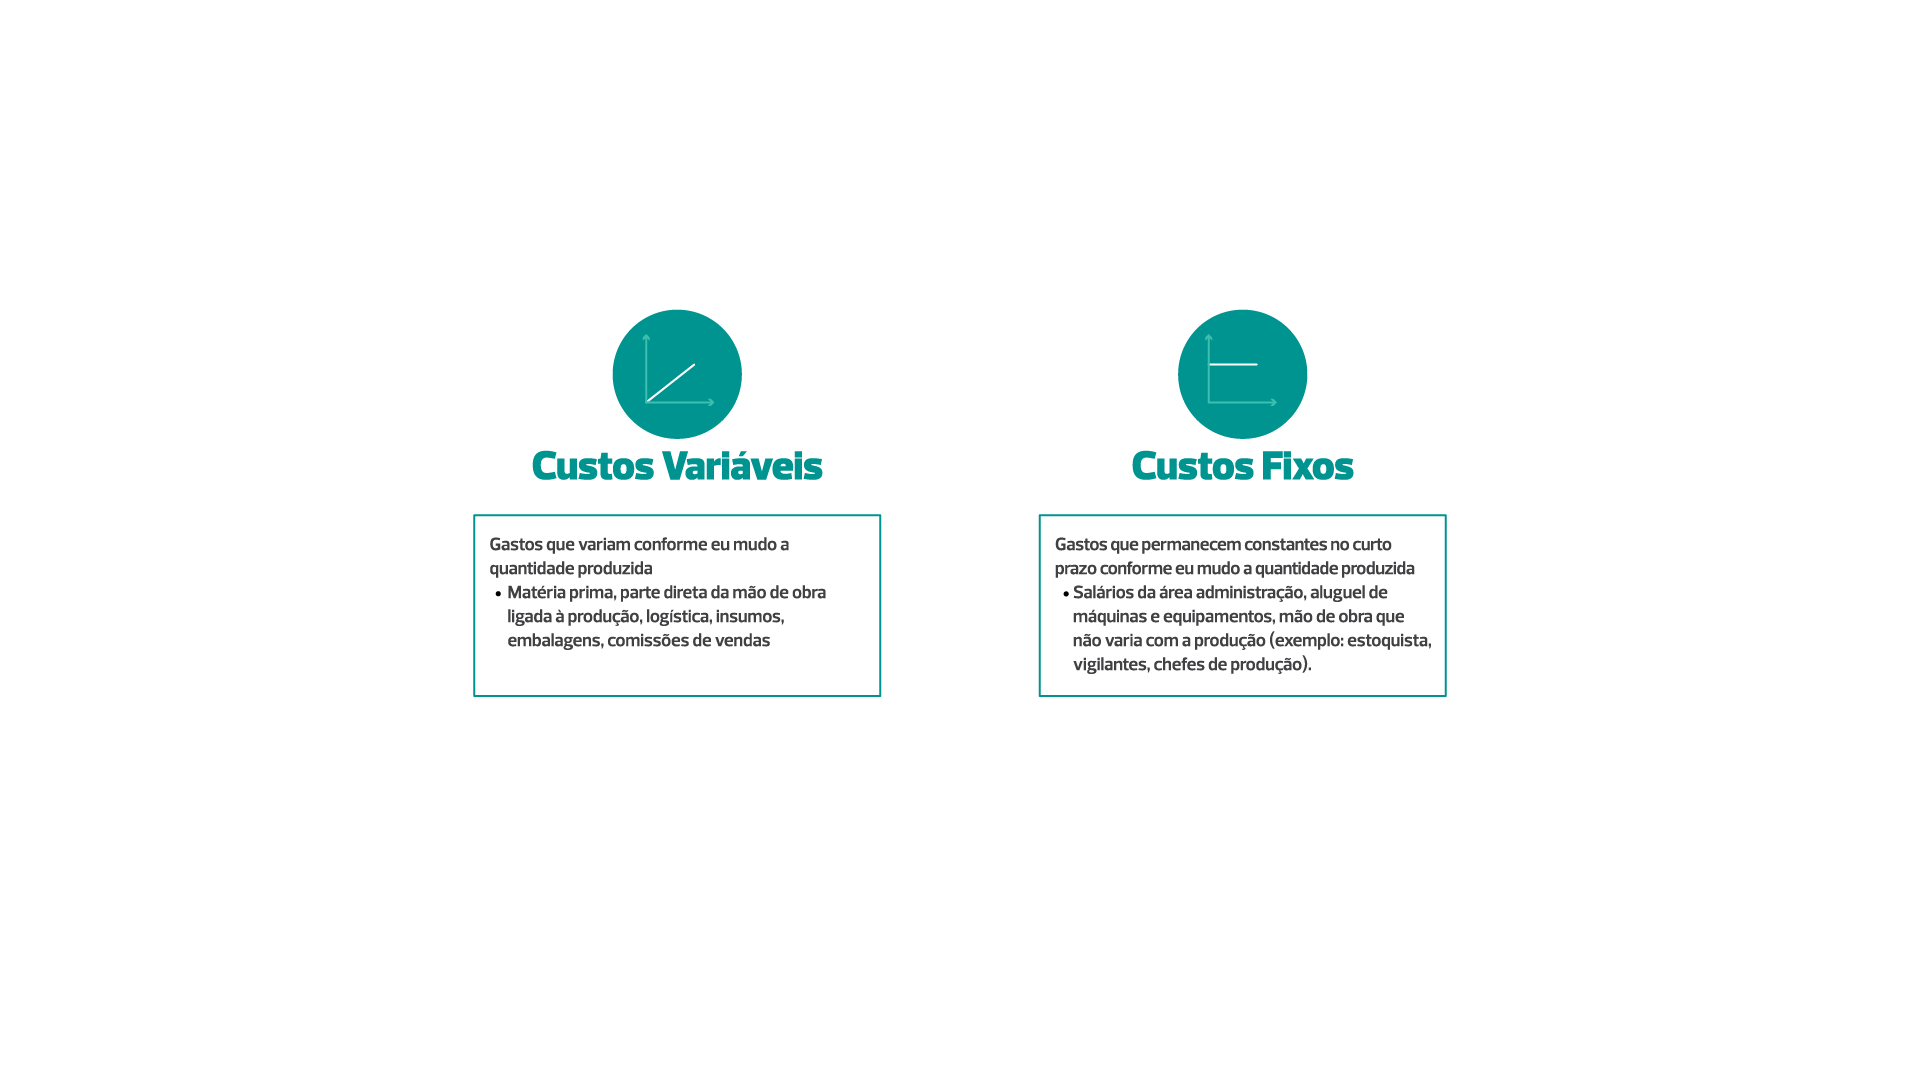 Custos Variáveis
Gastos que variam conforme eu mudo a
quantidade produzida
• Matéria prima, parte direta da mão de obra
ligada à produção, logística, insumos,
embalagens, comissões de vendas
Custos Fixos
Gastos que permanecem constantes no curto
prazo conforme eu mudo a quantidade produzida
• Salários da área administração, aluguel de
máquinas e equipamentos, mão de obra que
não varia com a produção (exemplo: estoquista,
vigilantes, chefes de produção).